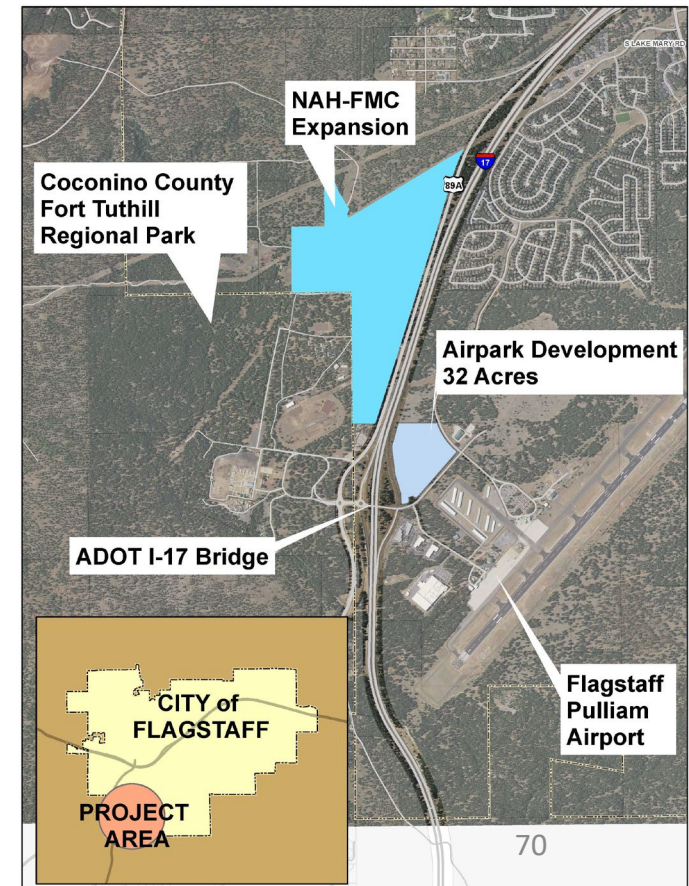 S LAKE MARY RD
NAH-FMC
Expansion
17
89A
Coconino County
Fort Tuthill
Regional Park
Airpark Development
32 Acres
ADOT I-17 Bridge
Flagstaff
Pulliam
Airport
CITY of
FLAGSTAFF
PROJECT
AREA
70